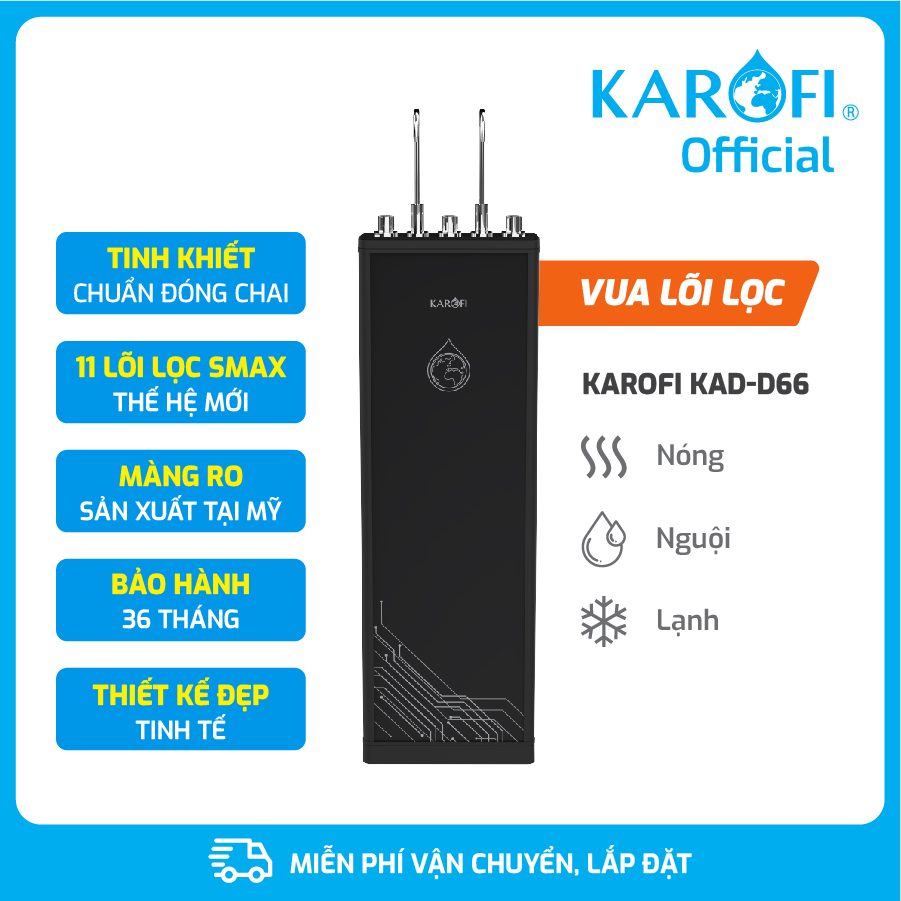 KAROFI®
Official
TINH KHIẾT
CHUẨN ĐÓNG CHAI
11 LÕI LỌC SMAX
THẾ HỆ MỚI
MÀNG RO
SẢN XUẤT TẠI MỸ
BẢO HÀNH
36 THÁNG
THIẾT KẾ ĐẸP
TINH TẾ
KAROFI
VUA LÕI LỌC
KAROFI KAD-D66
Nóng
Nguội
Lạnh
MIỄN PHÍ VẬN CHUYỂN, LẮP ĐẶT